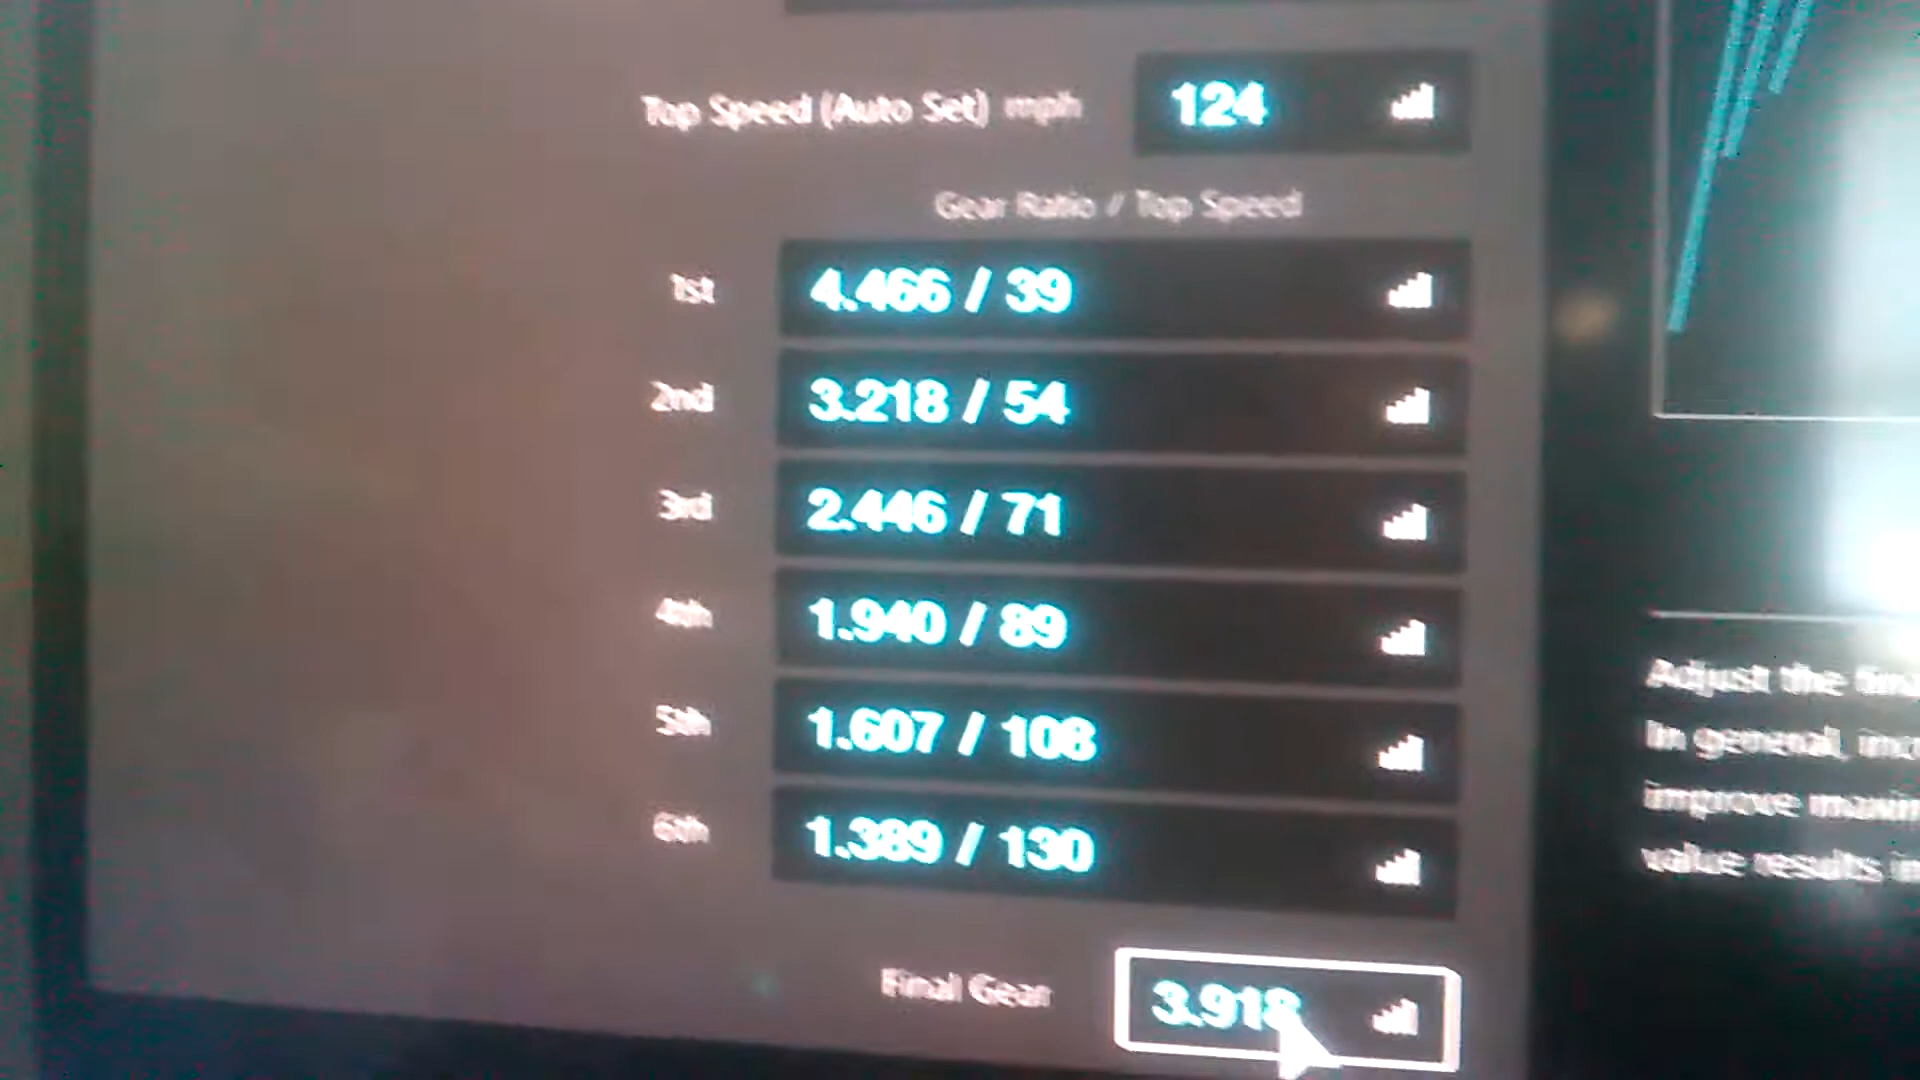 Top Speed (Auto Set) mph 124
Gear Ratio / Top Speed
1st 4.466 / 39
2nd 3.218 / 54
3rd 2.446 / 71
4th 1.940 / 89
5th 1.607 / 108
6th 1.389 / 130
Final Gear 3.918
Adjust the
In general,
improve
value results